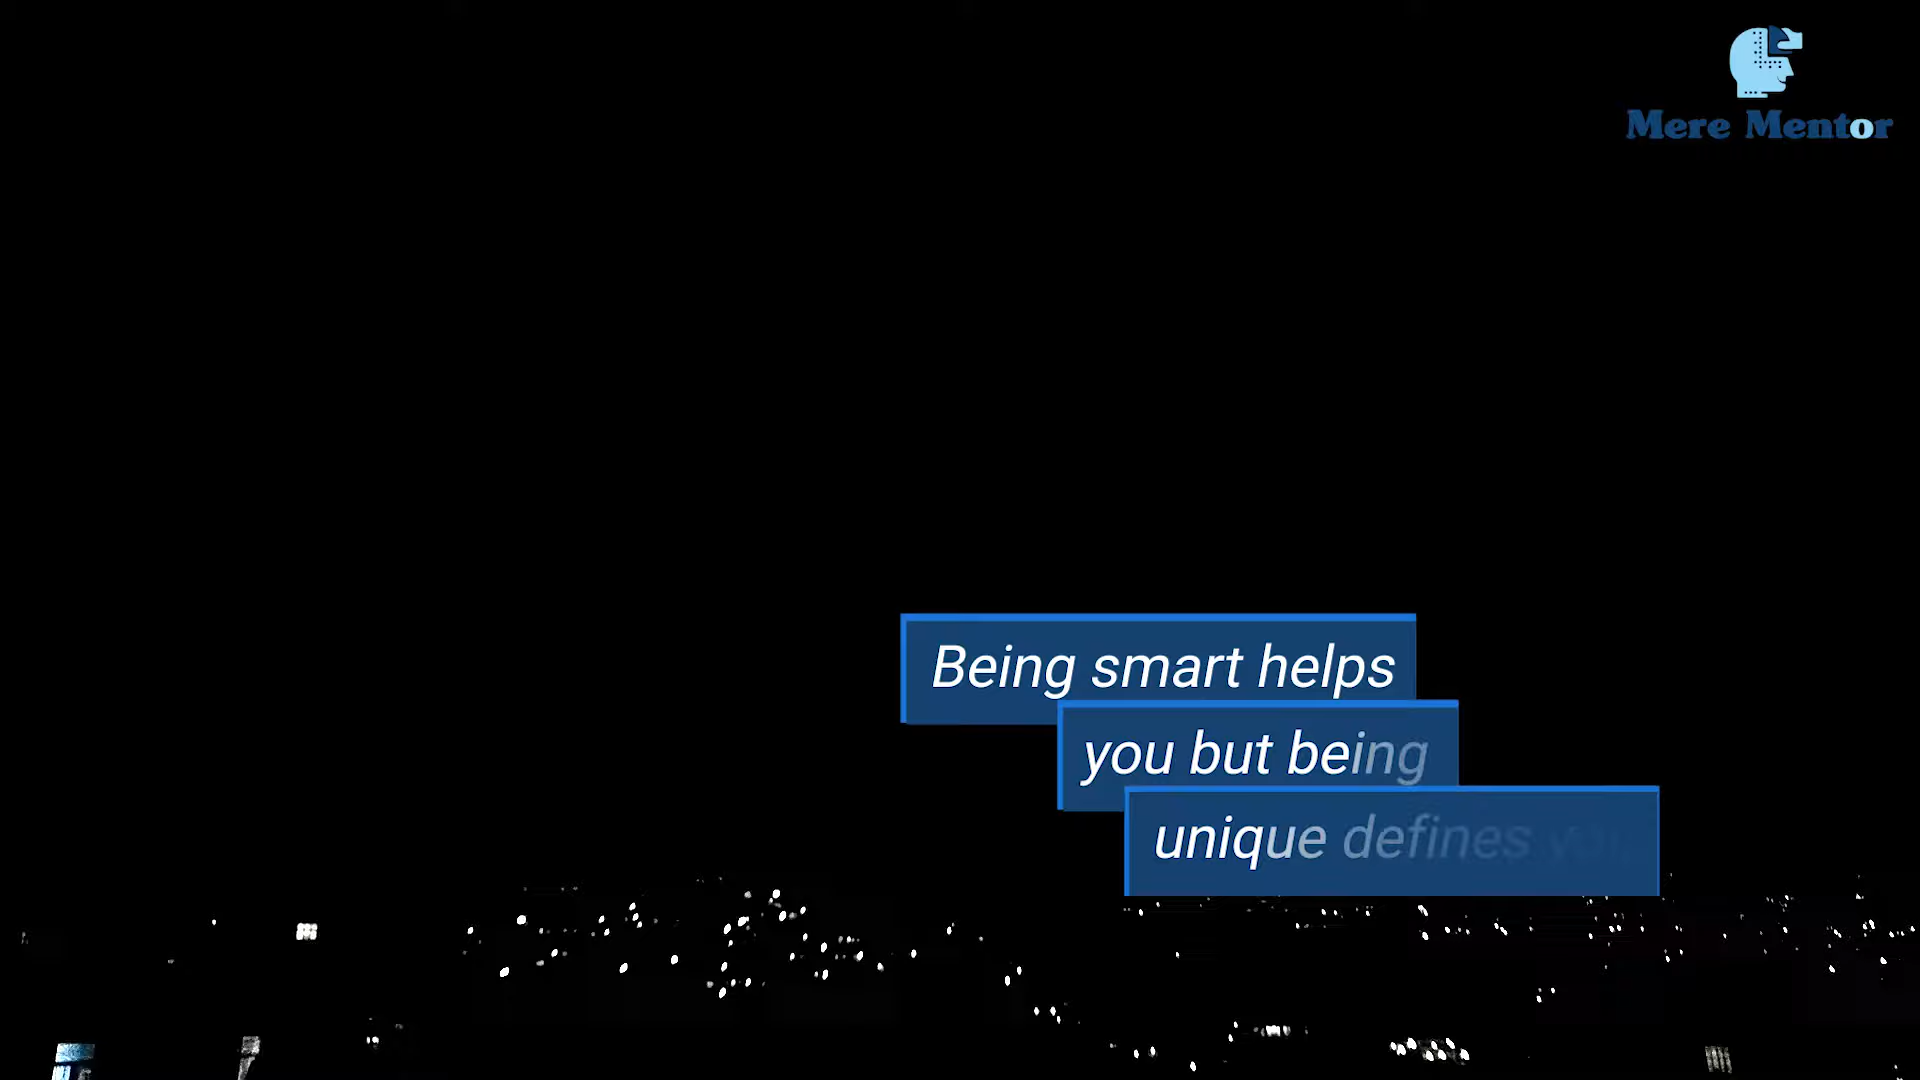 Mere Mentor
Being smart helps
you but being
unique defines